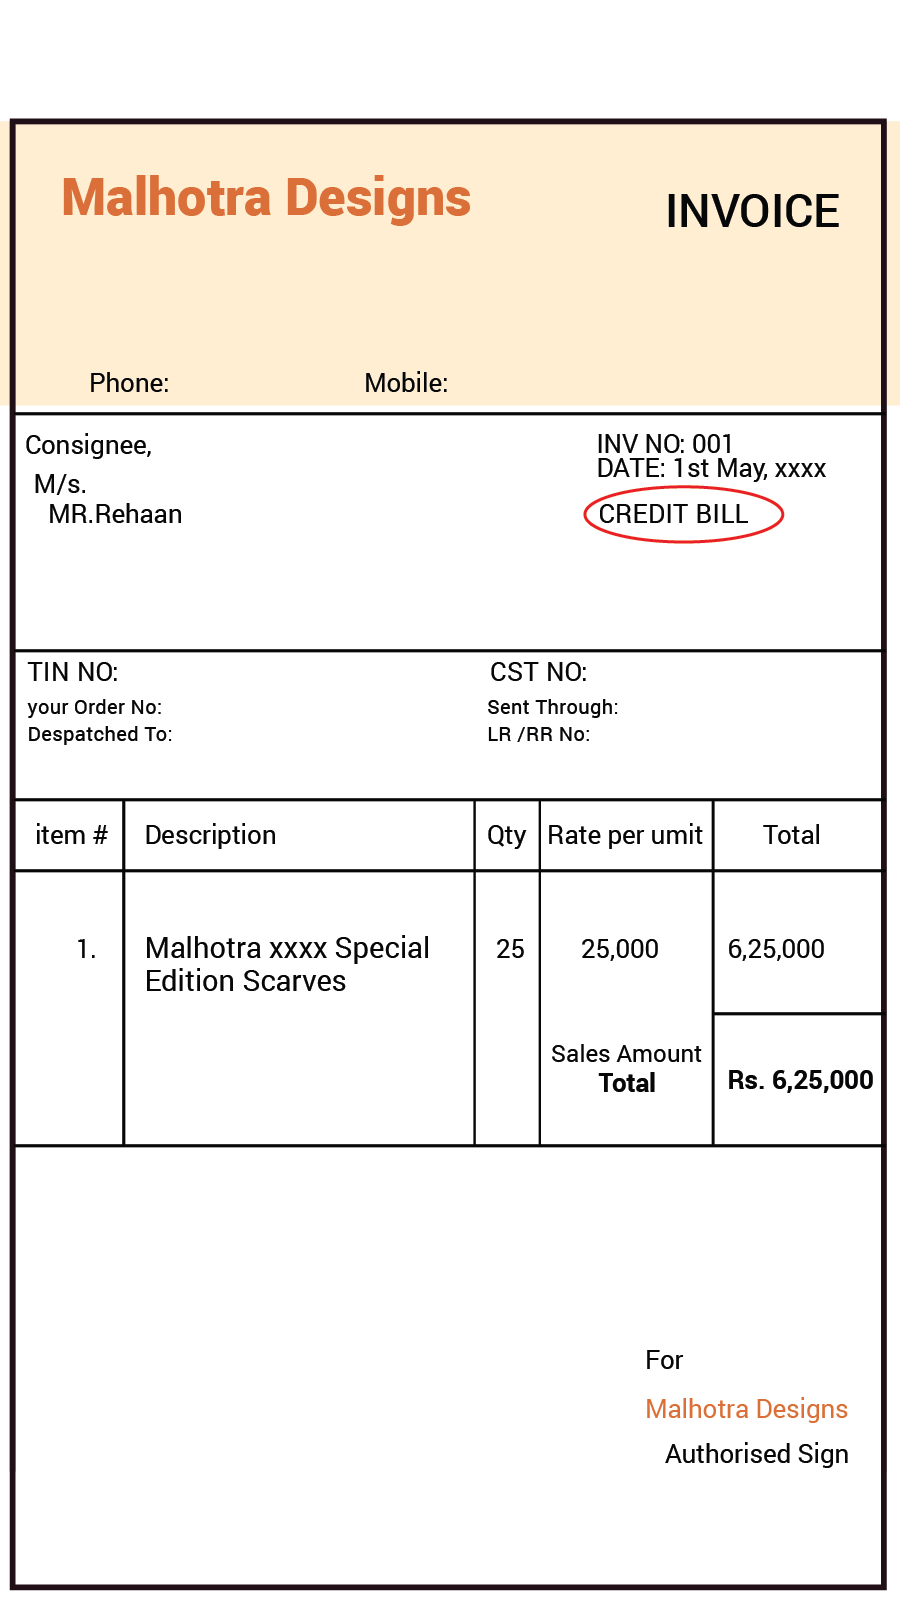 Malhotra Designs
INVOICE
Phone: Mobile:
Consignee,
M/s.
MR.Rehaan
INV NO: 001
DATE: 1st May, xxxx
CREDIT BILL
TIN NO:
your Order No:
Despatched To:
CST NO:
Sent Through:
LR /RR No:
item # Description Qty Rate per umit Total
1. Malhotra xxxx Special 25 25,000 6,25,000
Edition Scarves
Sales Amount
Total
Rs. 6,25,000
For
Malhotra Designs
Authorised Sign